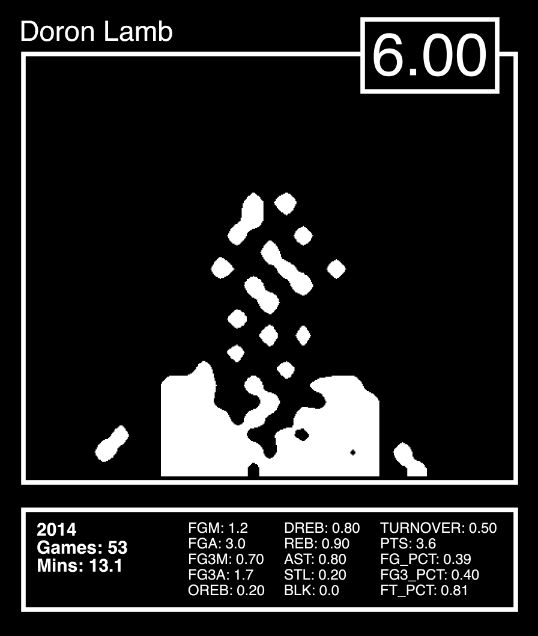 Doron Lamb
6.00
2014
Games: 53
Mins: 13.1
FGM: 1.2
FGA: 3.0
FG3M: 0.70
FG3A: 1.7
OREB: 0.20
DREB: 0.80
REB: 0.90
AST: 0.80
STL: 0.20
BLK: 0.0
TURNOVER: 0.50
PTS: 3.6
FG_PCT: 0.39
FG3_PCT: 0.40
FT_PCT: 0.81